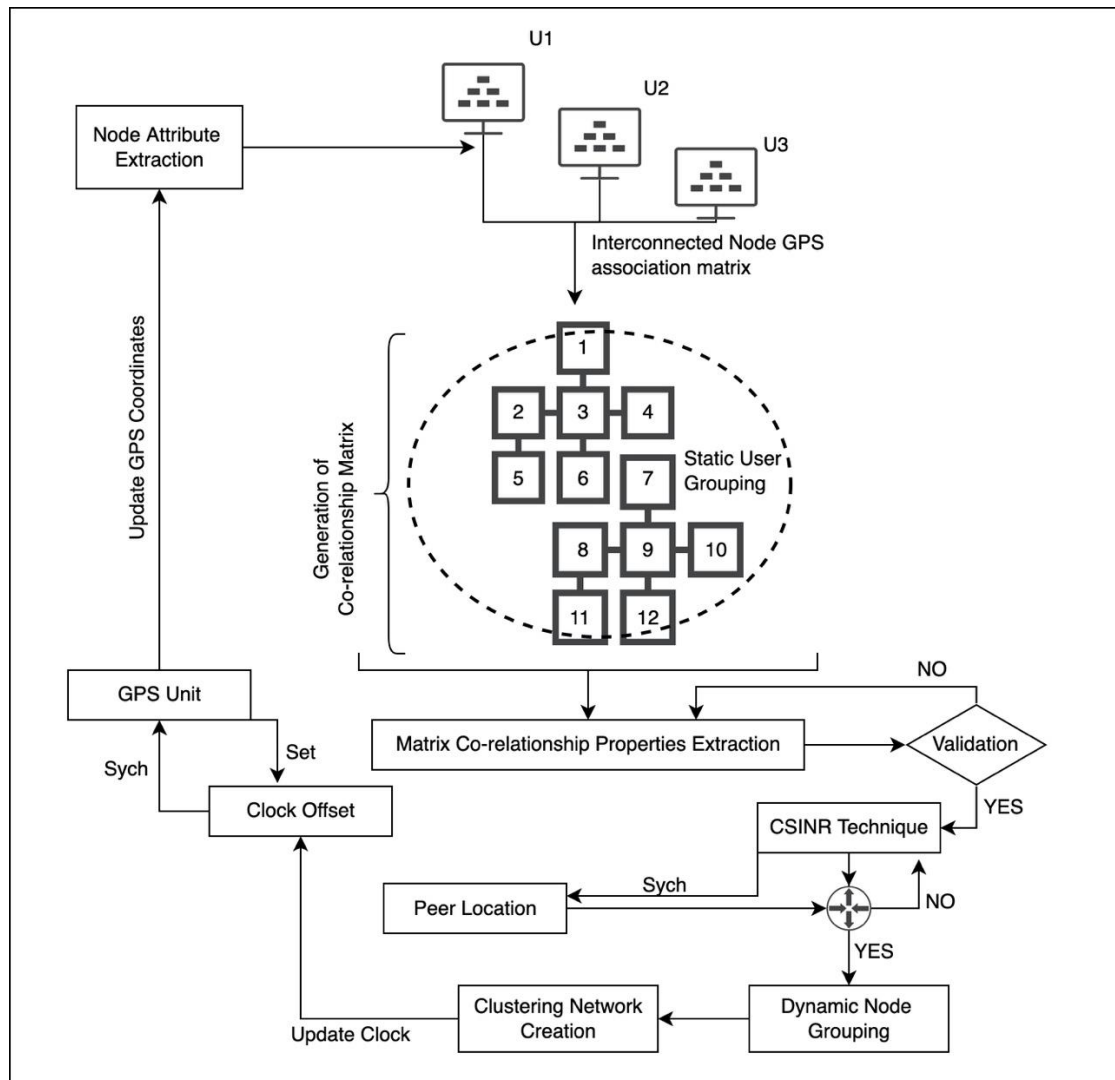 U1
U2
U3
Node Attribute
Extraction
Interconnected Node GPS
association matrix
Update GPS Coordinates
Generation of
Co-relationship Matrix
1
2
3
4
5
6
7
Static User
Grouping
8
9
10
11
12
GPS Unit
Set
Sych
Clock Offset
Matrix Co-relationship Properties Extraction
NO
Validation
YES
CSINR Technique
Sych
Peer Location
NO
YES
Dynamic Node
Grouping
Clustering Network
Creation
Update Clock